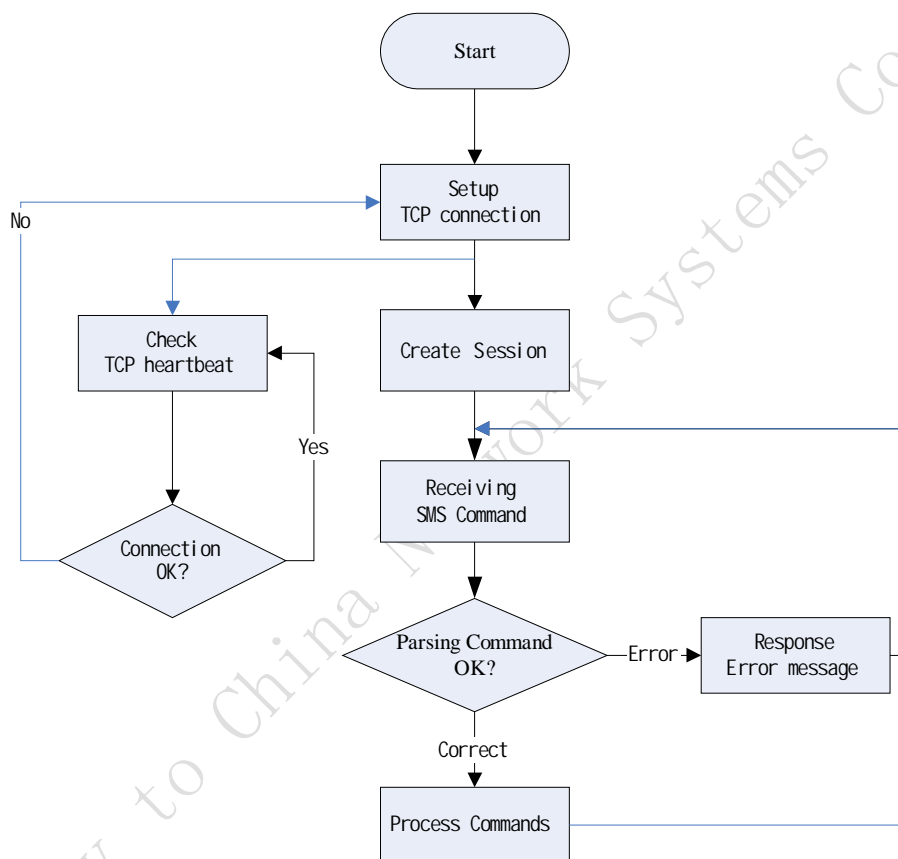 Start
Setup
TCP connection
No
Check
TCP heartbeat
Create Session
Yes
Receiving
SMS Command
Connection
OK?
Parsing Command
OK?
Error
Response
Error message
Correct
Process Commands
to China Network Systems Co